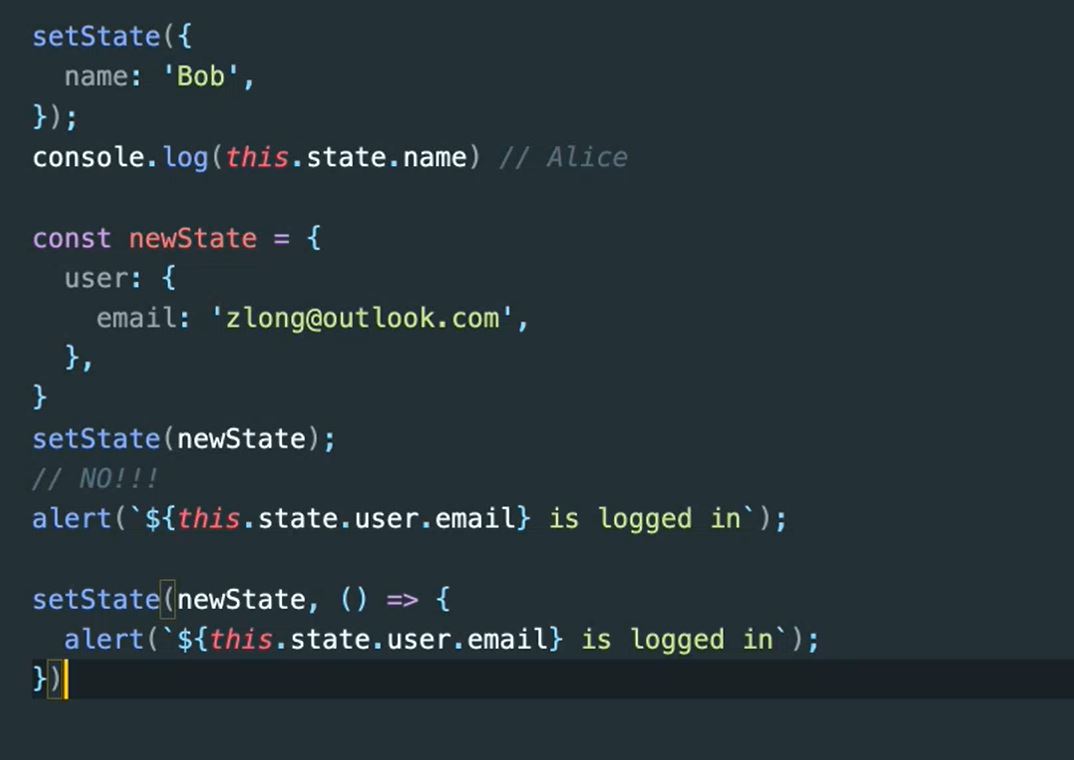 setState({
  name: 'Bob',
});
console.log(this.state.name) // Alice

const newState = {
  user: {
    email: 'zlong@outlook.com',
  },
}
setState(newState);
// NO!!!
alert(`${this.state.user.email} is logged in`);

setState(newState, () => {
  alert(`${this.state.user.email} is logged in`);
})